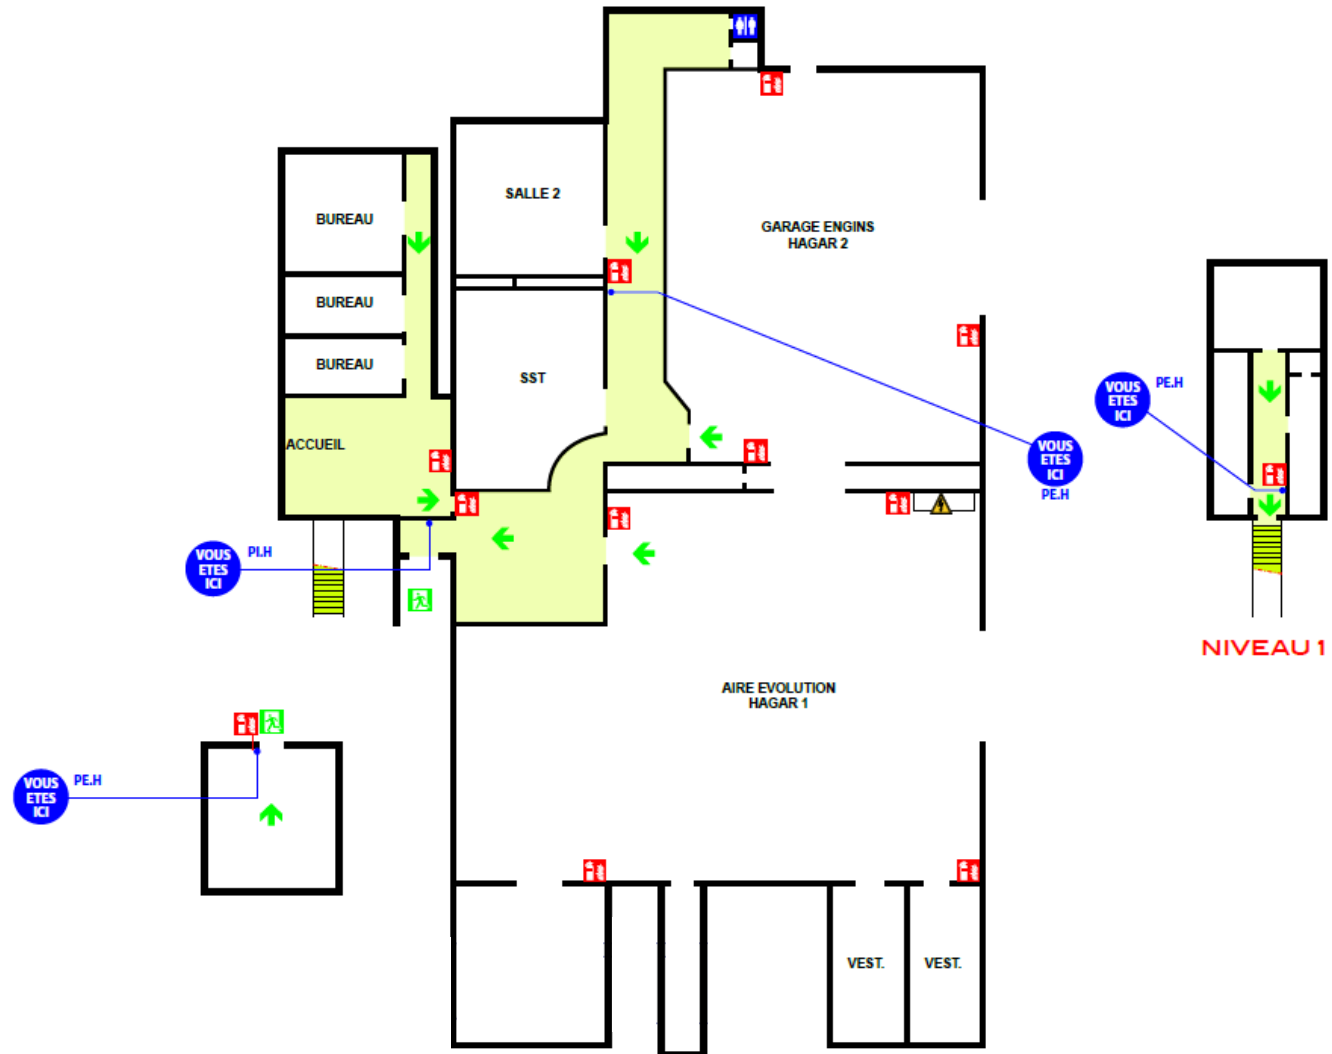 SALLE 2
BUREAU
GARAGE ENGINS
HAGAR 2
BUREAU
BUREAU
SST
ACCUEIL
VOUS
ETES
ICI
PE.H
VOUS
ETES
ICI
PE.H
VOUS
ETES
ICI
PI.H
NIVEAU 1
AIRE EVOLUTION
HAGAR 1
VOUS
ETES
ICI
PE.H
VEST.
VEST.